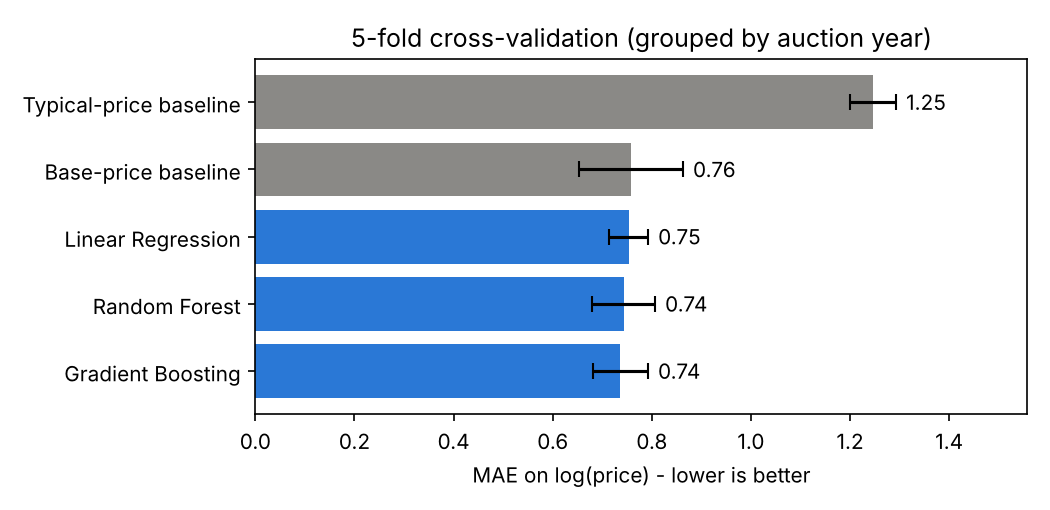 5-fold cross-validation (grouped by auction year)
Typical-price baseline
1.25
Base-price baseline
0.76
Linear Regression
0.75
Random Forest
0.74
Gradient Boosting
0.74
0.0 0.2 0.4 0.6 0.8 1.0 1.2 1.4
MAE on log(price) - lower is better